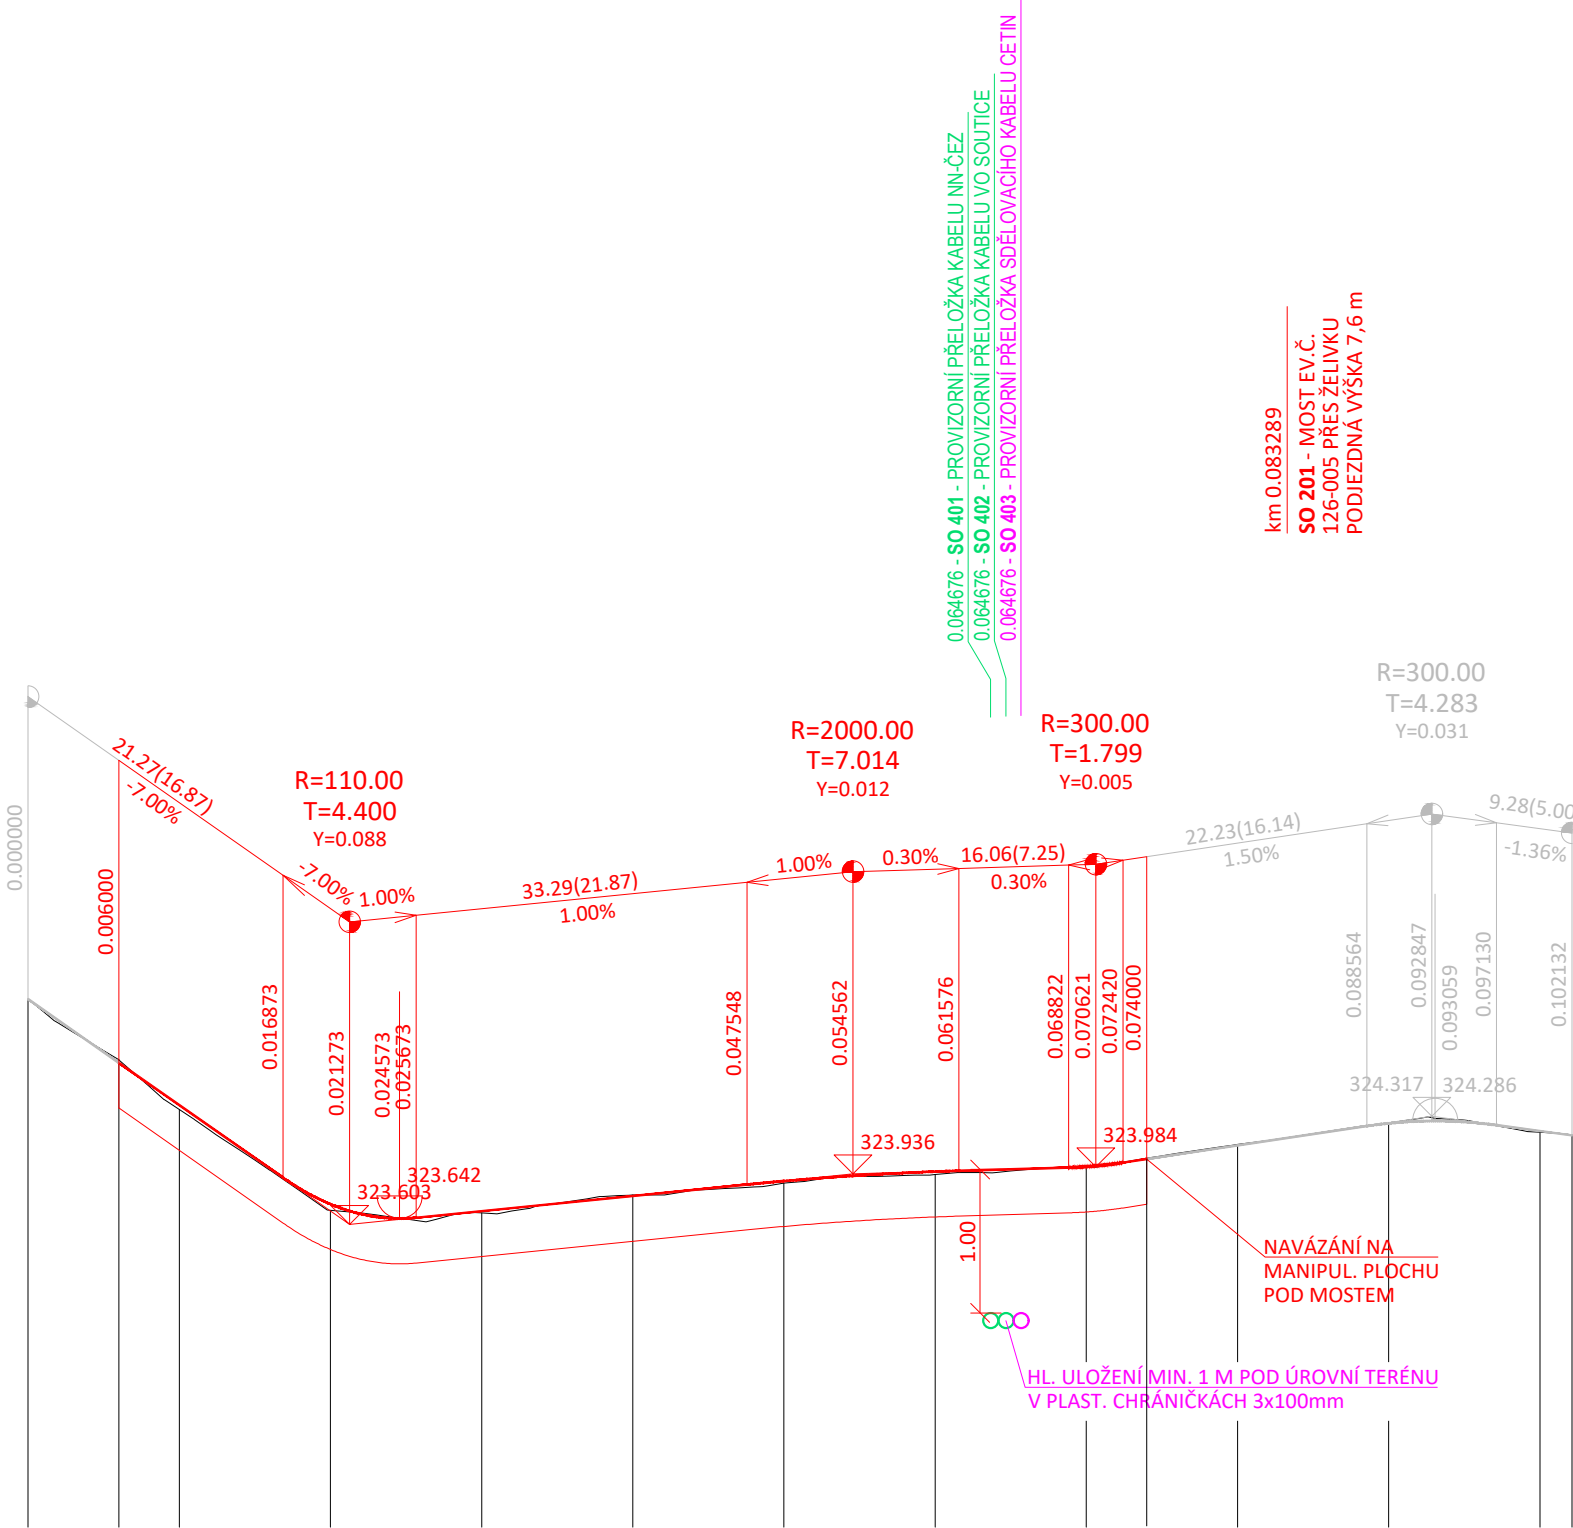 0.064676 - SO 401 - PROVIZORNÍ PŘELOŽKA KABELU NN-ČEZ
0.064676 - SO 402 - PROVIZORNÍ PŘELOŽKA KABELU VO SOUTICE
0.064676 - SO 403 - PROVIZORNÍ PŘELOŽKA SDĚLOVACÍHO KABELU CETIN
km 0.083289
SO 201 - MOST EV.Č.
126-005 PŘES ŽELIVKU
PODJEZDNÁ VÝŠKA 7,6 m
R=300.00
T=4.283
Y=0.031
R=2000.00
T=7.014
Y=0.012
R=300.00
T=1.799
Y=0.005
R=110.00
T=4.400
Y=0.088
21.27(16.87)
-7.00%
-7.00%
1.00%
33.29(21.87)
1.00%
1.00%
0.30%
16.06(7.25)
0.30%
22.23(16.14)
1.50%
9.28(5.00
-1.36%
0.000000
0.006000
0.016873
0.021273
0.024573
0.025673
0.047548
0.054562
0.061576
0.068822
0.070621
0.072420
0.074000
0.088564
0.092847
0.093059
0.097130
0.102132
324.317
324.286
323.936
323.984
323.642
323.603
1.00
NAVÁZÁNÍ NA
MANIPUL. PLOCHU
POD MOSTEM
HL. ULOŽENÍ MIN. 1 M POD ÚROVNÍ TERÉNU
V PLAST. CHRÁNIČKÁCH 3x100mm